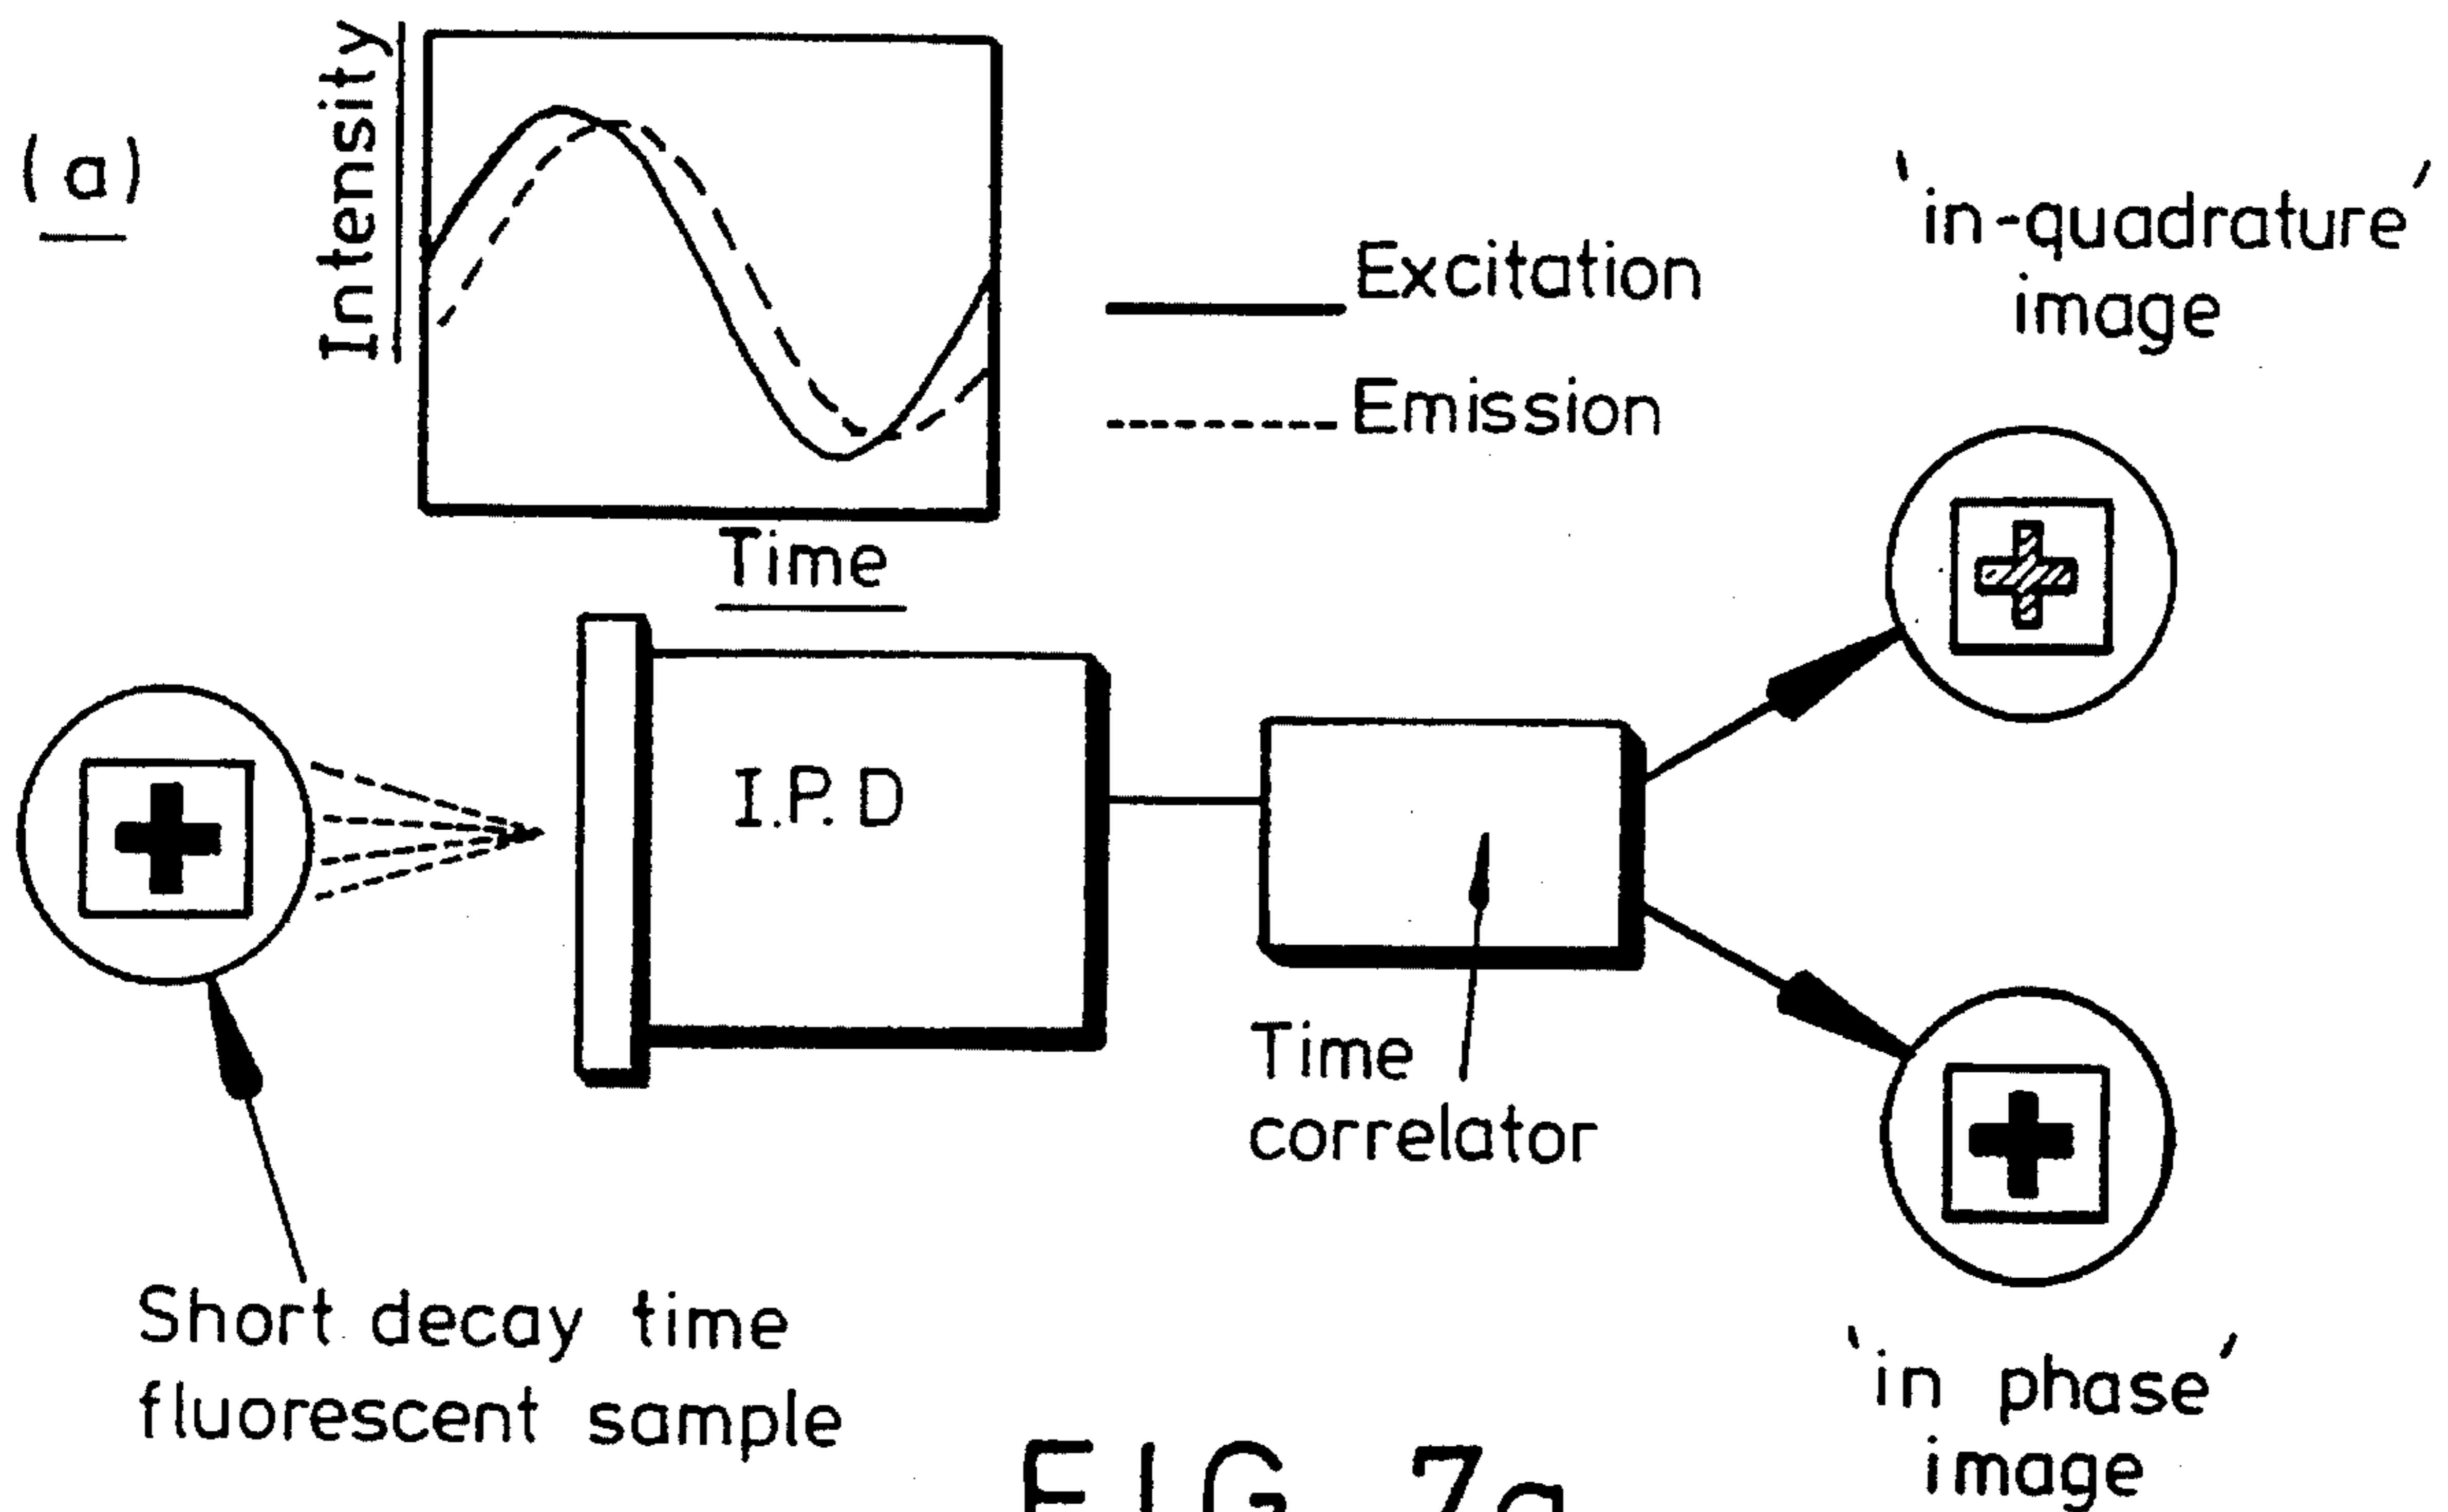 (a)
Intensity
Time
Excitation
Emission
'in-quadrature'
image
I.P.D
Time
correlator
Short decay time
fluorescent sample
'in phase'
image
FIG. 7a